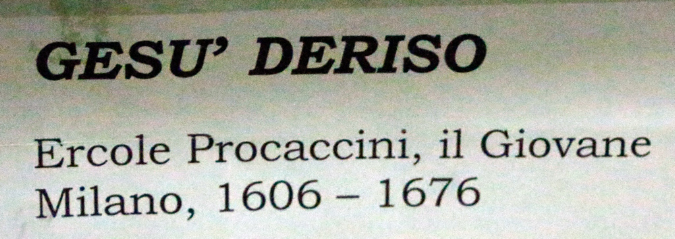 GESU’ DERISO
Ercole Procaccini, il Giovane
Milano, 1606 – 1676